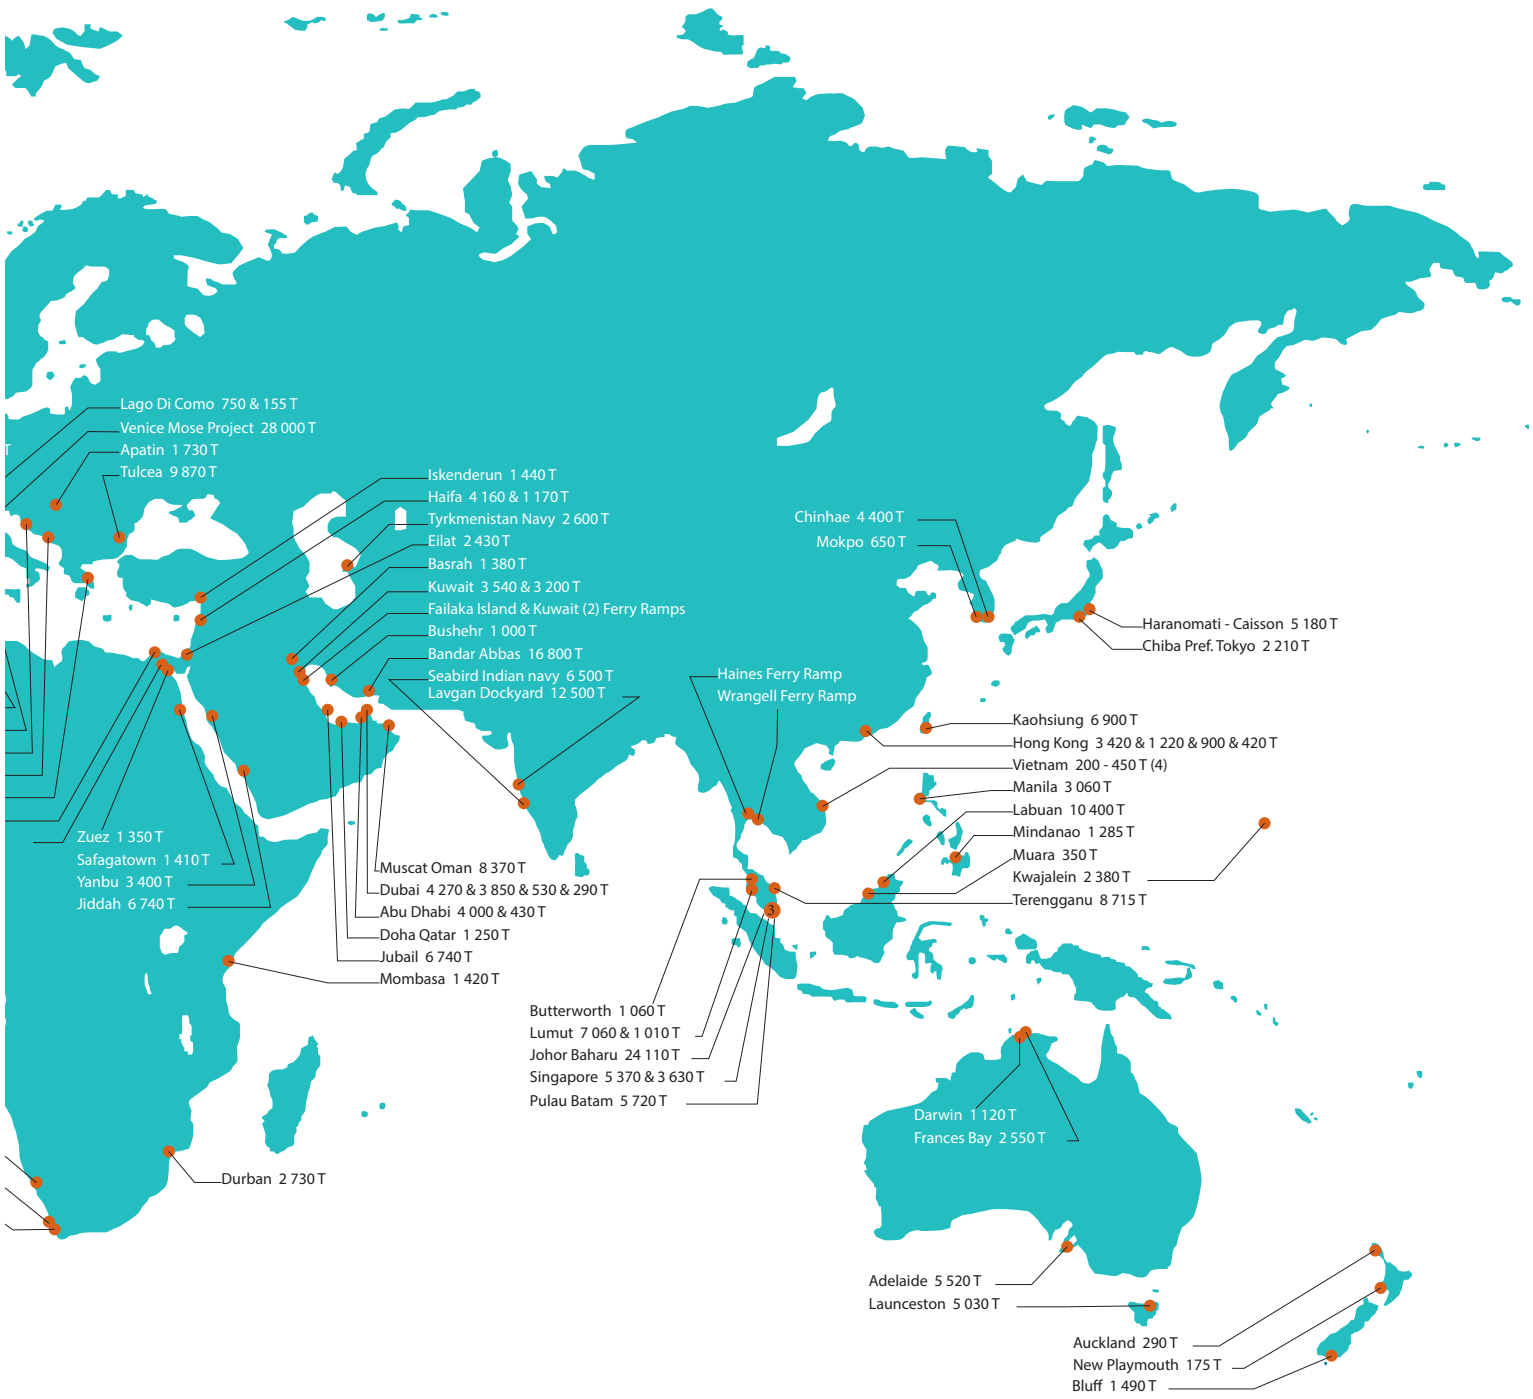 Lago Di Como 750 & 155 T
Venice Mose Project 28 000 T
T
Apatin 1 730 T
Tulcea 9 870 T
Iskenderun 1 440 T
Haifa 4 160 & 1 170 T
Tyrkmenistan Navy 2 600 T
Eilat 2 430 T
Basrah 1 380 T
Kuwait 3 540 & 3 200 T
Failaka Island & Kuwait (2) Ferry Ramps
Bushehr 1 000 T
Bandar Abbas 16 800 T
Seabird Indian navy 6 500 T
Lavgan Dockyard 12 500 T
Chinhae 4 400 T
Mokpo 650 T
Haranomati - Caisson 5 180 T
Chiba Pref. Tokyo 2 210 T
Haines Ferry Ramp
Wrangell Ferry Ramp
Kaohsiung 6 900 T
Hong Kong 3 420 & 1 220 & 900 & 420 T
Vietnam 200 - 450 T (4)
Manila 3 060 T
Labuan 10 400 T
Mindanao 1 285 T
Muara 350 T
Kwajalein 2 380 T
Terengganu 8 715 T
Zuez 1 350 T
Safagatown 1 410 T
Yanbu 3 400 T
Jiddah 6 740 T
Muscat Oman 8 370 T
Dubai 4 270 & 3 850 & 530 & 290 T
Abu Dhabi 4 000 & 430 T
Doha Qatar 1 250 T
Jubail 6 740 T
Mombasa 1 420 T
3
Butterworth 1 060 T
Lumut 7 060 & 1 010 T
Johor Baharu 24 110 T
Singapore 5 370 & 3 630 T
Pulau Batam 5 720 T
Darwin 1 120 T
Frances Bay 2 550 T
Durban 2 730 T
Adelaide 5 520 T
Launceston 5 030 T
Auckland 290 T
New Playmouth 175 T
Bluff 1 490 T